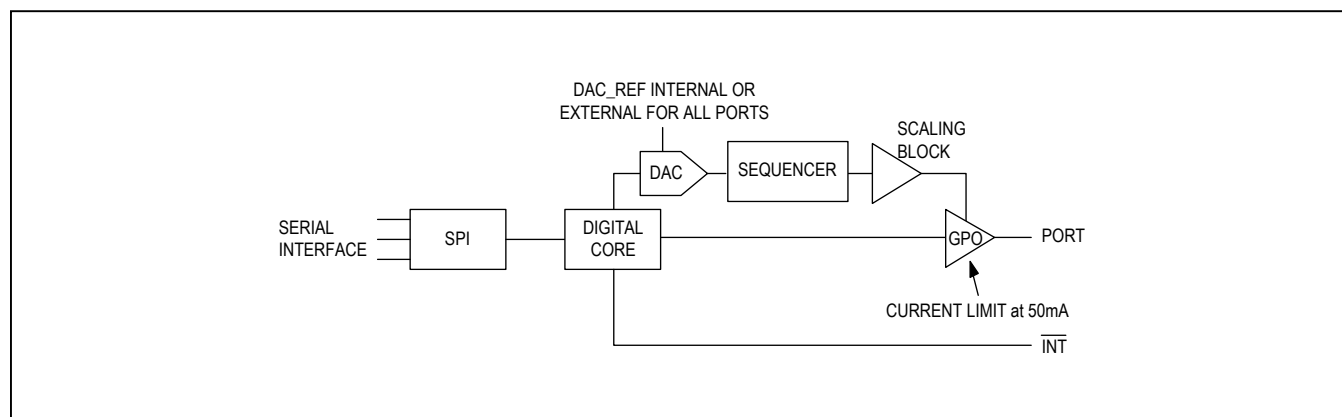 DAC_REF INTERNAL OR
EXTERNAL FOR ALL PORTS
SCALING
BLOCK
DAC
SEQUENCER
SERIAL
INTERFACE
SPI
DIGITAL
CORE
GPO
PORT
CURRENT LIMIT at 50mA
INT